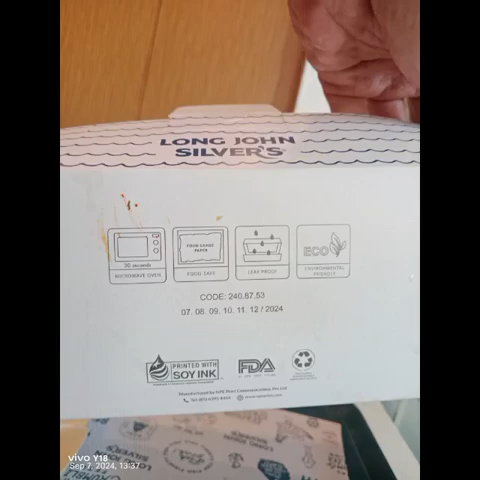 LONG JOHN
SILVER'S
FOOD GRADE
PAPER
ECO
30 seconds
MICROWAVE OVEN
FOOD SAFE
LEAK PROOF
ENVIRONMENTAL
FRIENDLY
CODE: 240.87.53
07. 08. 09. 10. 11. 12 / 2024
PRINTED WITH
SOY INK
FDA
vivo Y18
Sep 7, 2024, 13:37